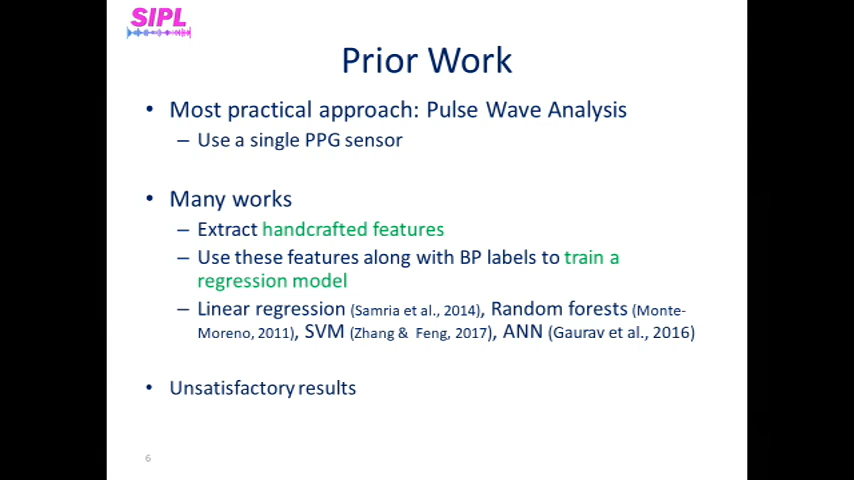 SIPL
Prior Work
• Most practical approach: Pulse Wave Analysis
– Use a single PPG sensor
• Many works
– Extract handcrafted features
– Use these features along with BP labels to train a
regression model
– Linear regression (Samria et al., 2014), Random forests (Monte-
Moreno, 2011), SVM (Zhang & Feng, 2017), ANN (Gaurav et al., 2016)
• Unsatisfactory results
6